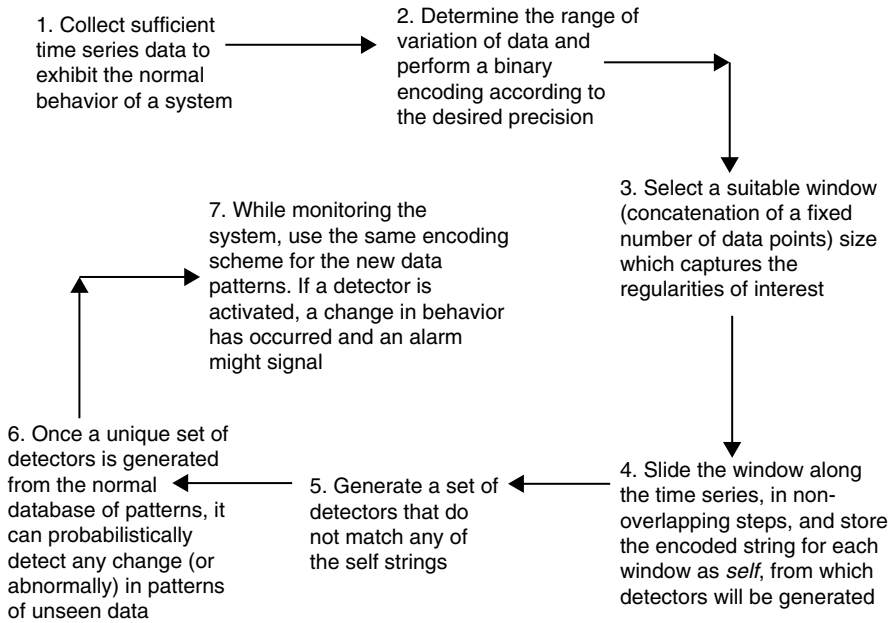 1. Collect sufficient
time series data to
exhibit the normal
behavior of a system
2. Determine the range of
variation of data and
perform a binary
encoding according to
the desired precision
3. Select a suitable window
(concatenation of a fixed
number of data points) size
which captures the
regularities of interest
4. Slide the window along
the time series, in non-
overlapping steps, and store
the encoded string for each
window as self, from which
detectors will be generated
5. Generate a set of
detectors that do
not match any of
the self strings
6. Once a unique set of
detectors is generated
from the normal
database of patterns, it
can probabilistically
detect any change (or
abnormally) in patterns
of unseen data
7. While monitoring the
system, use the same encoding
scheme for the new data
patterns. If a detector is
activated, a change in behavior
has occurred and an alarm
might signal